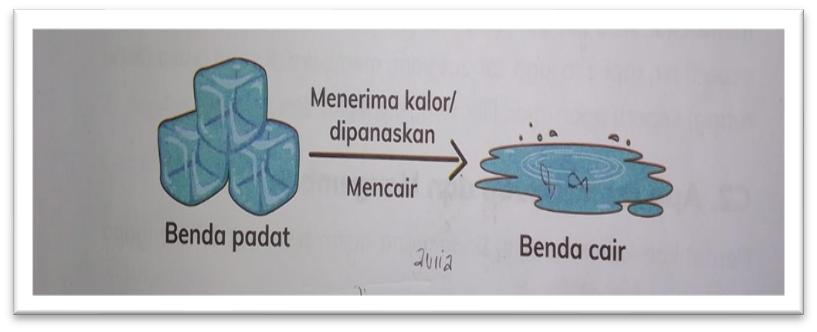 Menerima kalor/
dipanaskan
Mencair
Benda padat
Benda cair